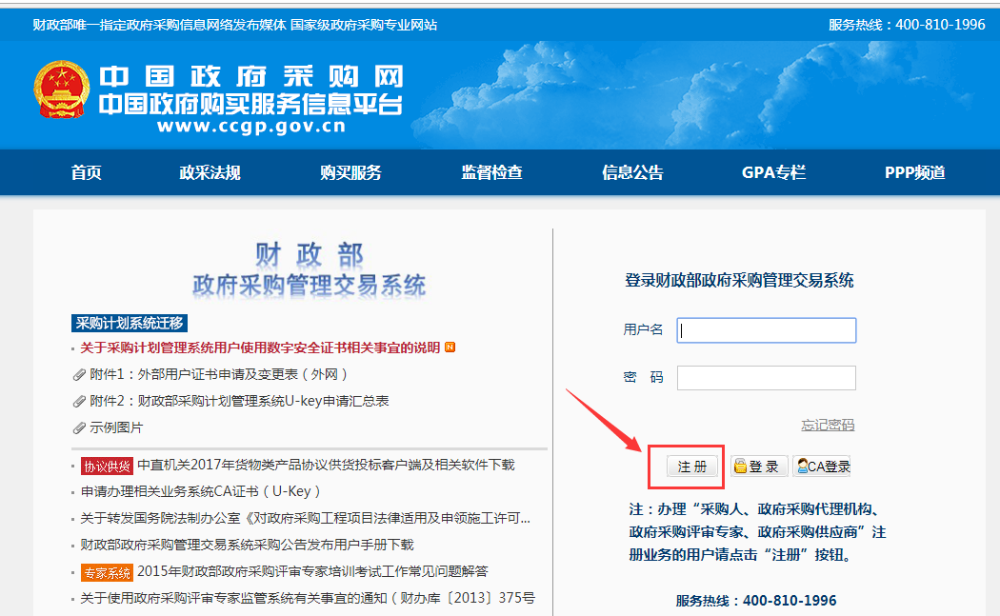 财政部唯一指定政府采购信息网络发布媒体 国家级政府采购专业网站
服务热线：400-810-1996
中国政府采购网
中国政府购买服务信息平台
www.ccgp.gov.cn
首页 政采法规 购买服务 监督检查 信息公告 GPA专栏 PPP频道
财政部
政府采购管理交易系统
采购计划系统迁移
关于采购计划管理系统用户使用数字安全证书相关事宜的说明 N
附件1：外部用户证书申请及变更表（外网）
附件2：财政部采购计划管理系统U-key申请汇总表
示例图片
协议供货 中直机关2017年货物类产品协议供货投标客户端及相关软件下载
申请办理相关业务系统CA证书（U-Key）
关于转发国务院法制办公室《对政府采购工程项目法律适用及申领施工许可...
财政部政府采购管理交易系统采购公告发布用户手册下载
专家系统 2015年财政部政府采购评审专家培训考试工作常见问题解答
关于使用政府采购评审专家监管系统有关事宜的通知（财办库〔2013〕375号
登录财政部政府采购管理交易系统
用户名
密 码
忘记密码
注 册 登 录 CA登录
注：办理“采购人、政府采购代理机构、
政府采购评审专家、政府采购供应商”注
册业务的用户请点击“注册”按钮。
服务热线：400-810-1996